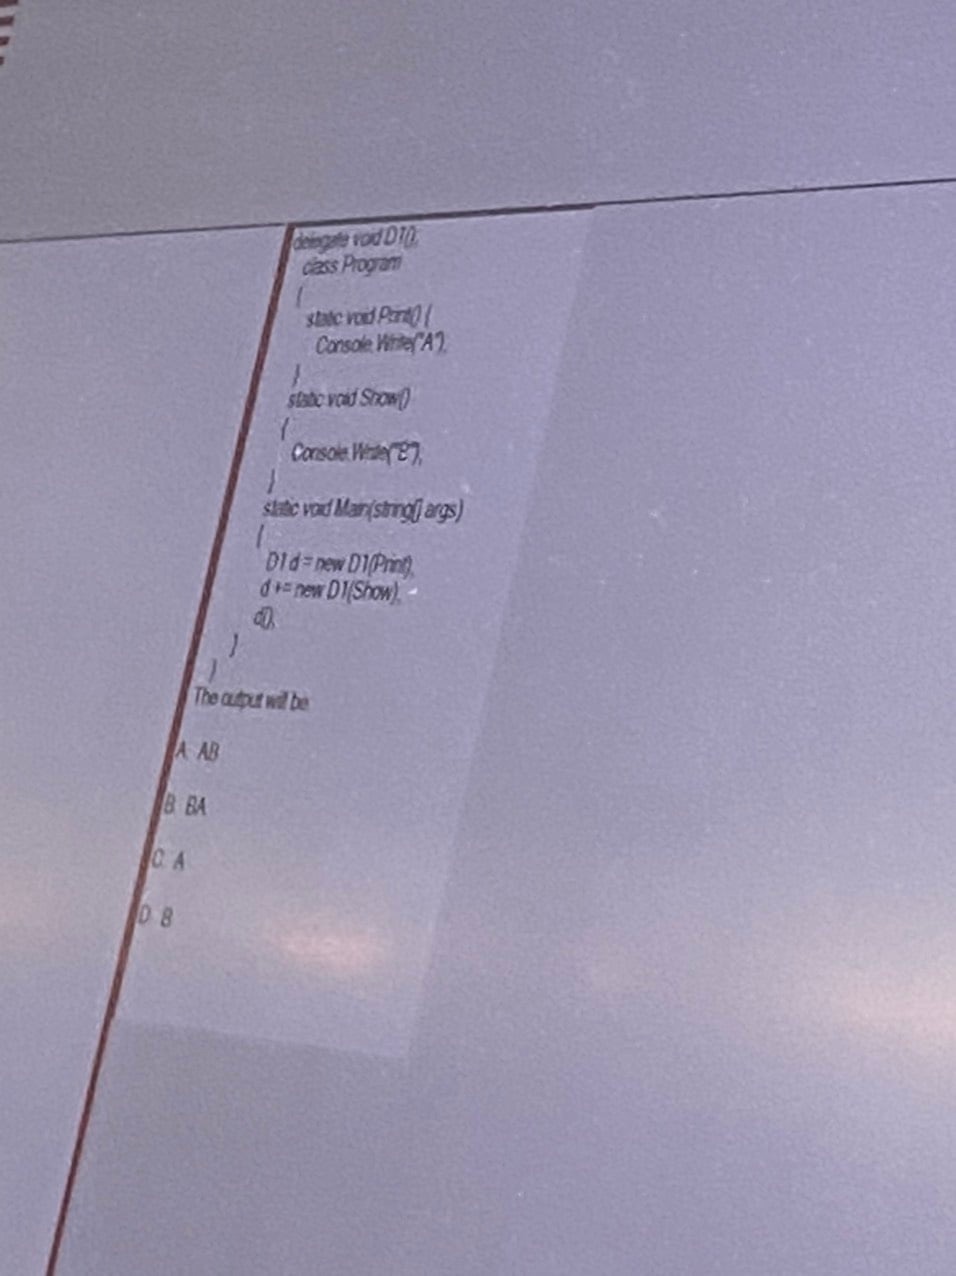 delegate void D1();
class Program
{
static void Print() {
Console.Write("A");
}
static void Show()
{
Console.Write("B");
}
static void Main(string[] args)
{
D1 d = new D1(Print);
d += new D1(Show);
d();
}
}
The output will be
A. AB
B. BA
C. A
D. B